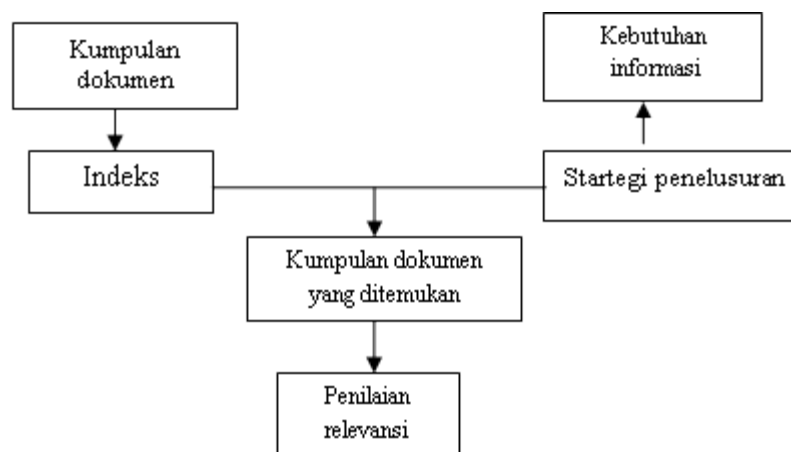 Kumpulan
dokumen
Kebutuhan
informasi
Indeks
Startegi penelusuran
Kumpulan dokumen
yang ditemukan
Penilaian
relevansi